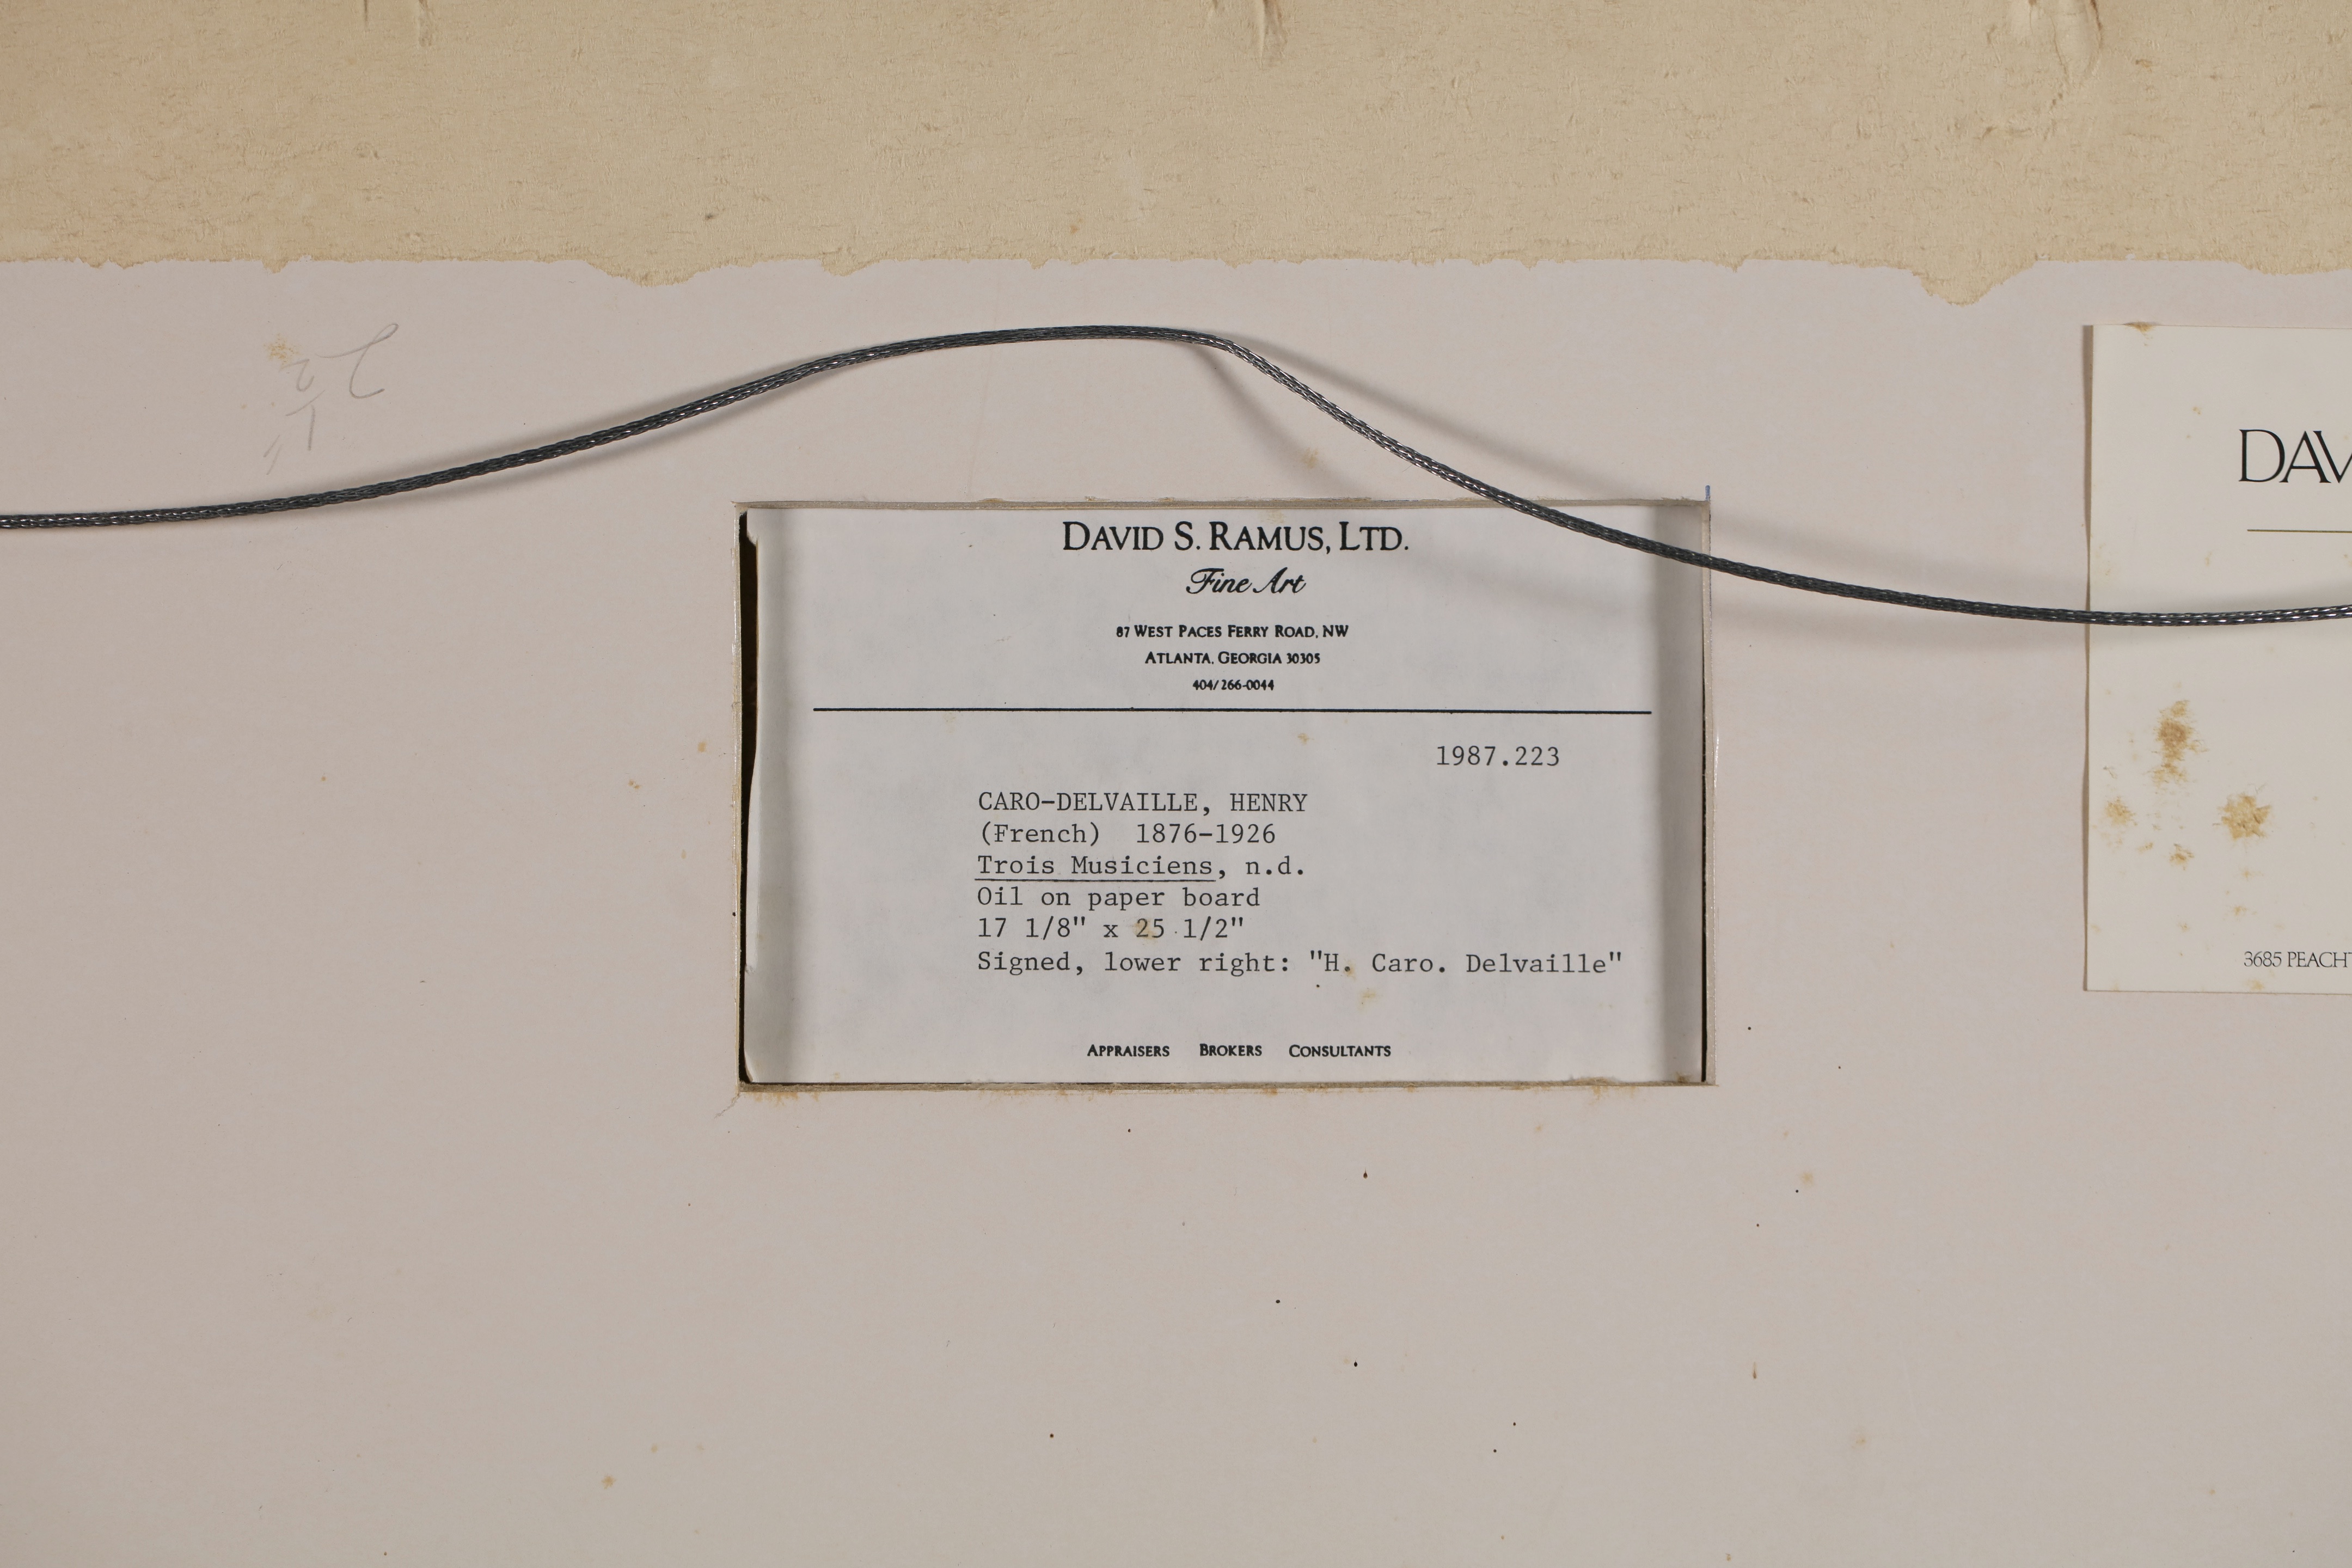 DAVID S. RAMUS, LTD.
Fine Art
87 WEST PACES FERRY ROAD, NW
ATLANTA, GEORGIA 30305
404/266-0044
1987.223
CARO-DELVAILLE, HENRY
(French) 1876-1926
Trois Musiciens, n.d.
Oil on paper board
17 1/8" x 25 1/2"
Signed, lower right: "H. Caro. Delvaille"
APPRAISERS BROKERS CONSULTANTS
DAV
3685 PEACHT